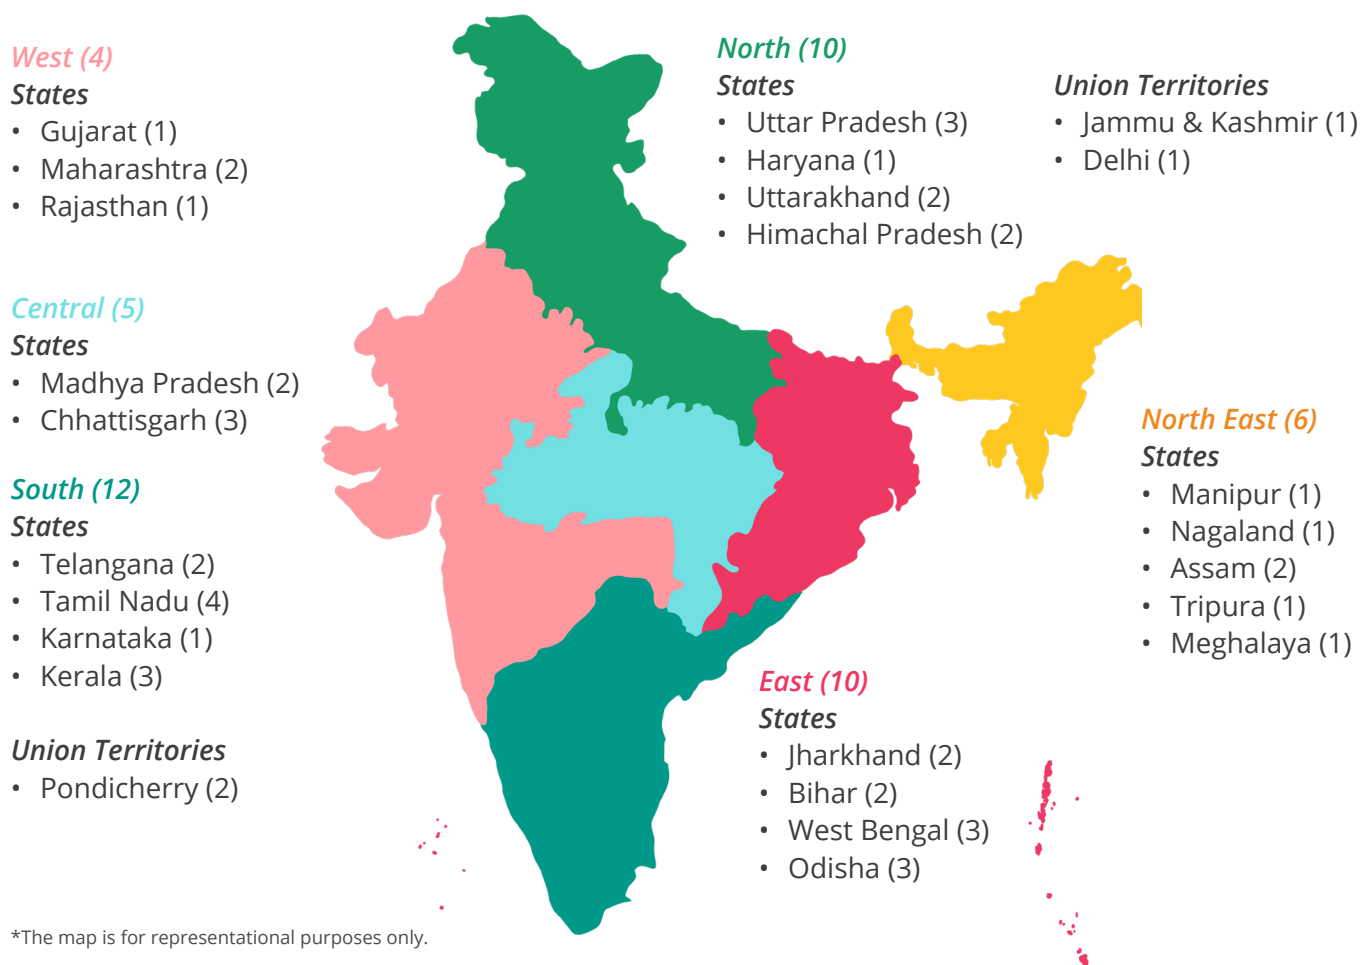 West (4)
States
• Gujarat (1)
• Maharashtra (2)
• Rajasthan (1)
Central (5)
States
• Madhya Pradesh (2)
• Chhattisgarh (3)
South (12)
States
• Telangana (2)
• Tamil Nadu (4)
• Karnataka (1)
• Kerala (3)
Union Territories
• Pondicherry (2)
North (10)
States
• Uttar Pradesh (3)
• Haryana (1)
• Uttarakhand (2)
• Himachal Pradesh (2)
Union Territories
• Jammu & Kashmir (1)
• Delhi (1)
North East (6)
States
• Manipur (1)
• Nagaland (1)
• Assam (2)
• Tripura (1)
• Meghalaya (1)
East (10)
States
• Jharkhand (2)
• Bihar (2)
• West Bengal (3)
• Odisha (3)
*The map is for representational purposes only.